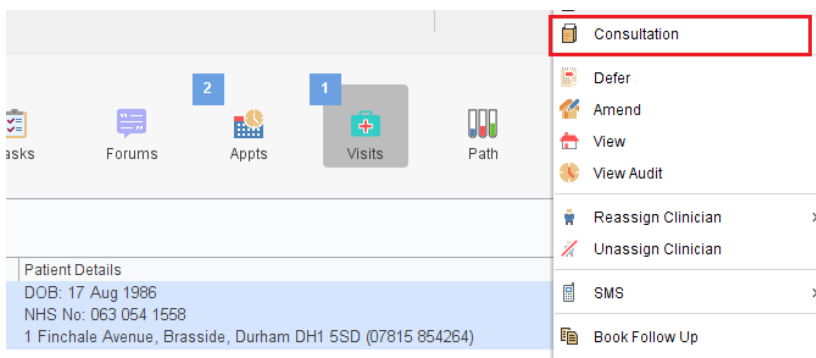 Consultation
2
1
Defer
Amend
asks
Forums
Appts
Visits
Path
View
View Audit
Reassign Clinician
Unassign Clinician
Patient Details
DOB: 17 Aug 1986
NHS No: 063 054 1558
SMS
1 Finchale Avenue, Brasside, Durham DH1 5SD (07815 854264)
Book Follow Up